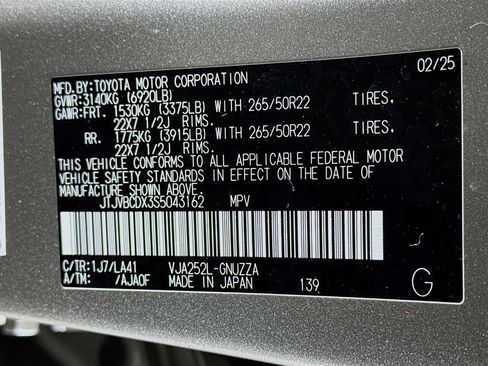 MFD.BY:TOYOTA MOTOR CORPORATION 02/25
GVWR:3140KG (6920LB)
GAWR:FRT. 1530KG (3375LB) WITH 265/50R22 TIRES,
22X7 1/2J RIMS.
RR. 1775KG (3915LB) WITH 265/50R22 TIRES,
22X7 1/2J RIMS.
THIS VEHICLE CONFORMS TO ALL APPLICABLE FEDERAL MOTOR
VEHICLE SAFETY STANDARDS IN EFFECT ON THE DATE OF
MANUFACTURE SHOWN ABOVE.
JTJVBCDX3S5043162 MPV
C/TR:1J7/LA41 VJA252L-GNUZZA
A/TM: /AJA0F MADE IN JAPAN 139 G